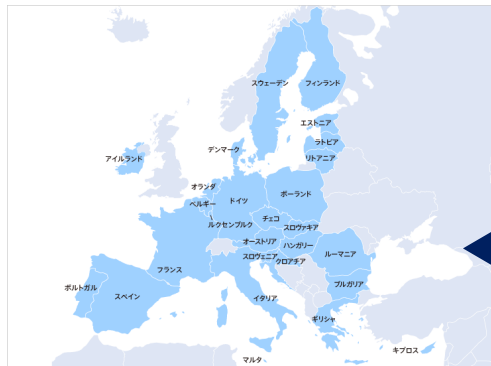 スウェーデン
フィンランド
エストニア
ラトビア
リトアニア
デンマーク
アイルランド
オランダ
ベルギー
ドイツ
ポーランド
ルクセンブルク
チェコ
スロヴァキア
オーストリア
ハンガリー
スロヴェニア
クロアチア
ルーマニア
フランス
ブルガリア
ポルトガル
スペイン
イタリア
ギリシャ
キプロス
マルタ